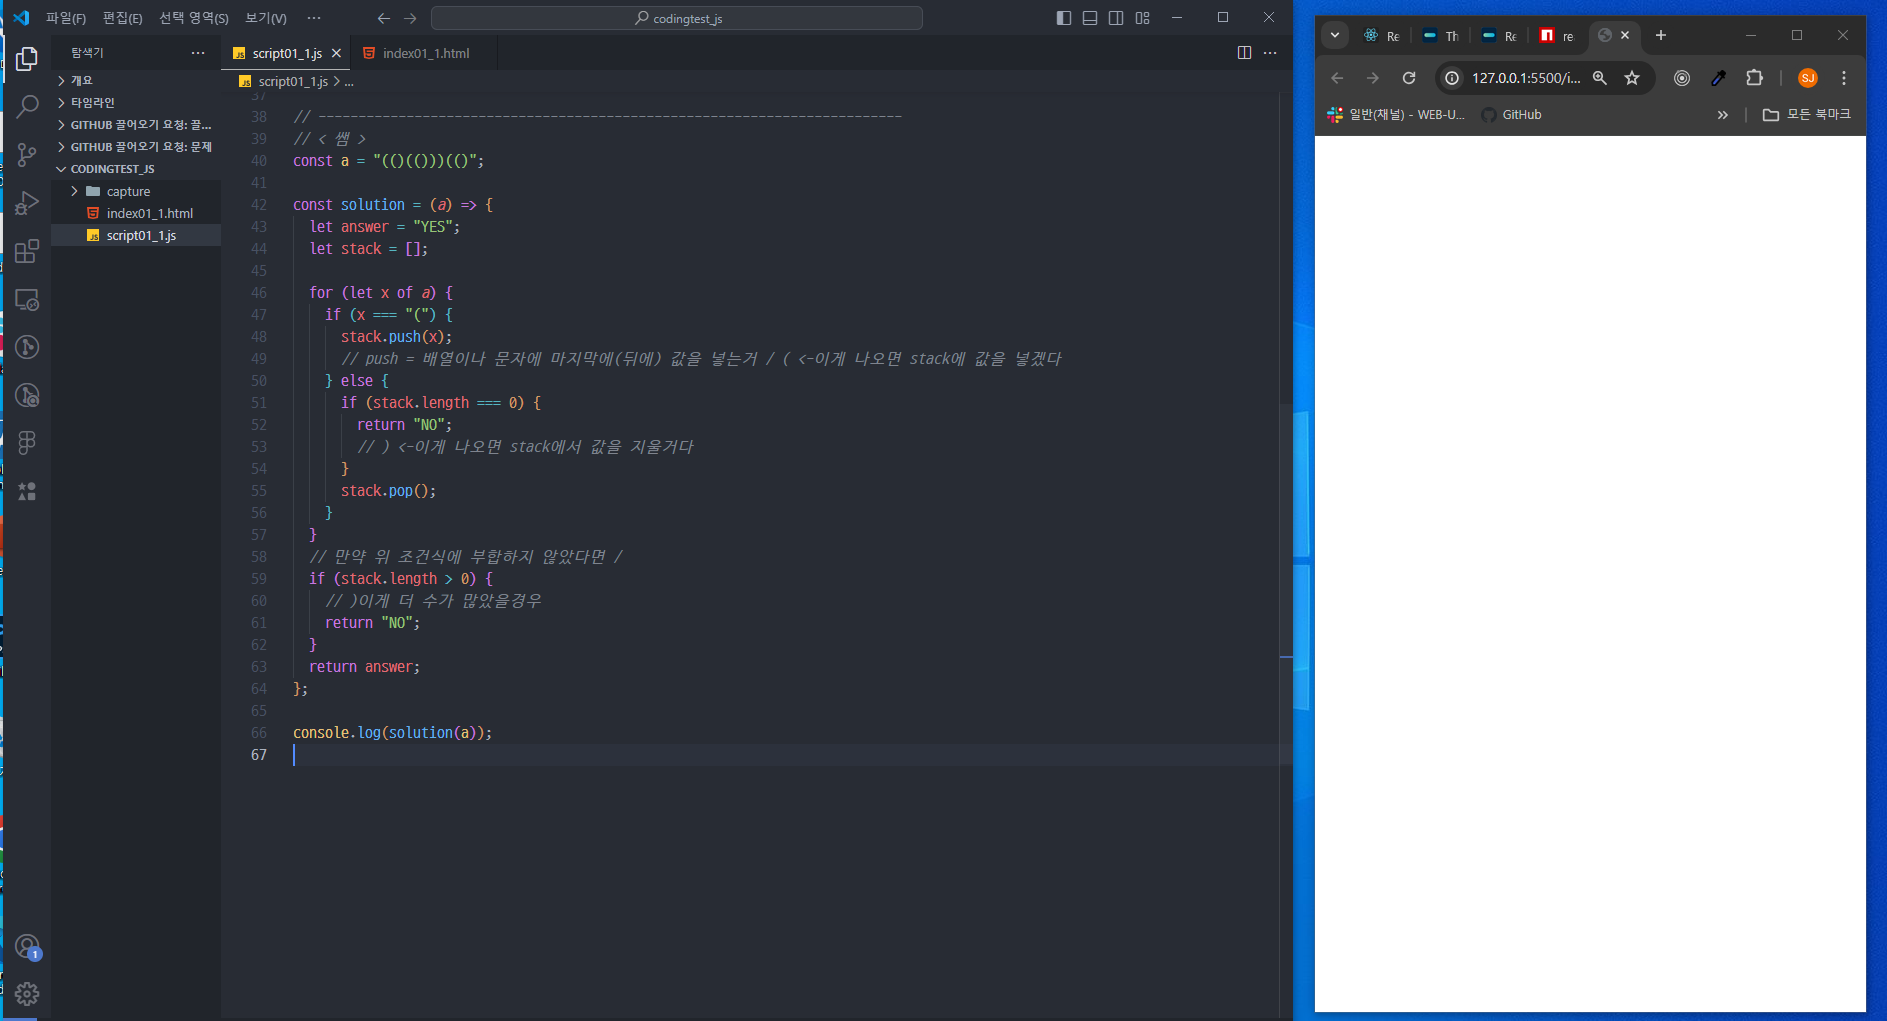 파일(F) 편집(E) 선택 영역(S) 보기(V) ··· codingtest_js
탐색기 ···
개요
타임라인
GITHUB 끌어오기 요청: 끌...
GITHUB 끌어오기 요청: 문제
CODINGTEST_JS
capture
index01_1.html
script01_1.js
1
script01_1.js index01_1.html
script01_1.js > ...
37
38 // -------------------------------------------------------------------------
39 // < 쌤 >
40 const a = "(()(()))(()";
41
42 const solution = (a) => {
43 let answer = "YES";
44 let stack = [];
45
46 for (let x of a) {
47 if (x === "(") {
48 stack.push(x);
49 // push = 배열이나 문자에 마지막에(뒤에) 값을 넣는거 / ( <-이게 나오면 stack에 값을 넣겠다
50 } else {
51 if (stack.length === 0) {
52 return "NO";
53 // ) <-이게 나오면 stack에서 값을 지울거다
54 }
55 stack.pop();
56 }
57 }
58 // 만약 위 조건식에 부합하지 않았다면 /
59 if (stack.length > 0) {
60 // )이게 더 수가 많았을경우
61 return "NO";
62 }
63 return answer;
64 };
65
66 console.log(solution(a));
67
Re Th Re re
127.0.0.1:5500/i... SJ
일반(채널) - WEB-U... GitHub » 모든 북마크